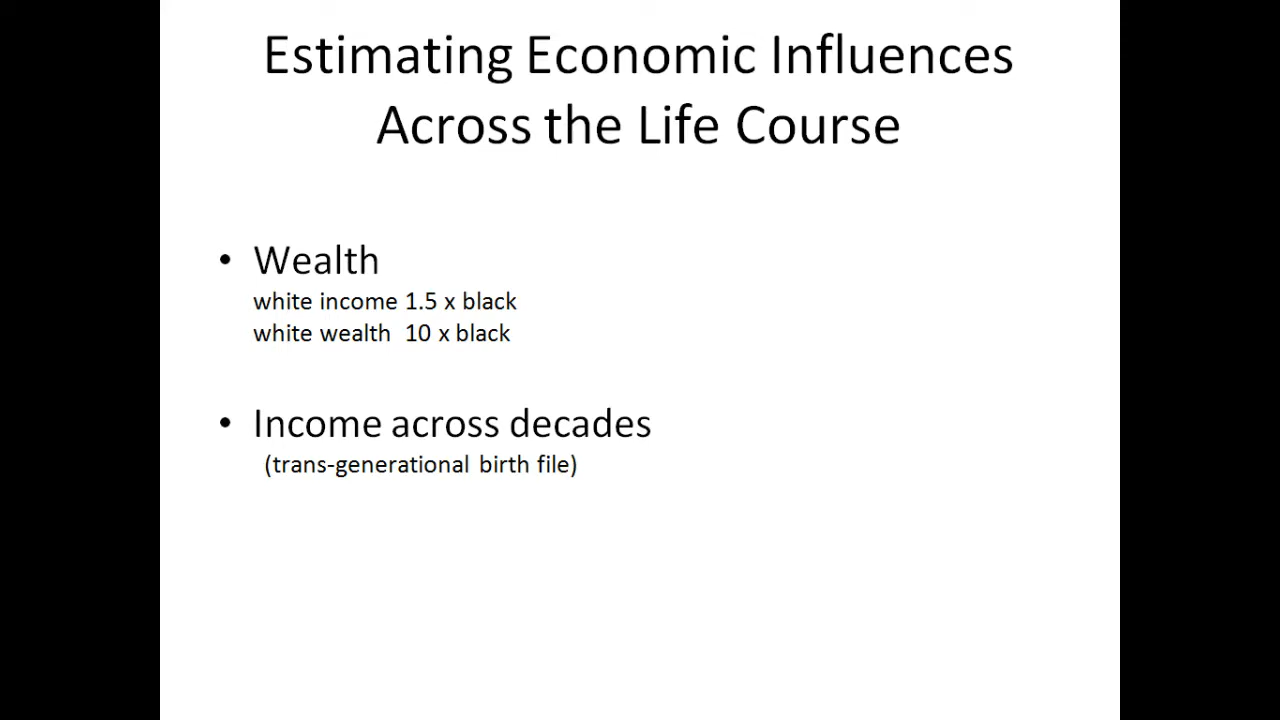 Estimating Economic Influences
Across the Life Course
• Wealth
white income 1.5 x black
white wealth 10 x black
• Income across decades
(trans-generational birth file)